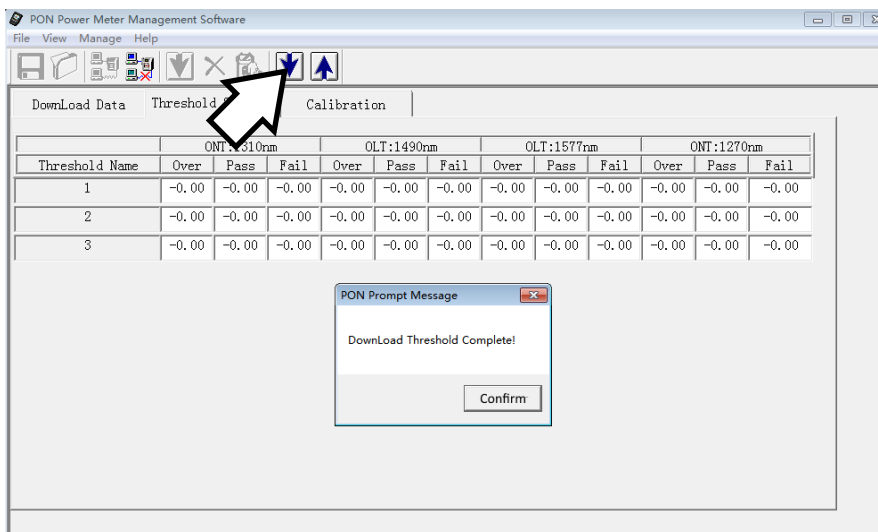 PON Power Meter Management Software
File View Manage Help
DownLoad Data Threshold Calibration
ONT:1310nm OLT:1490nm OLT:1577nm ONT:1270nm
Threshold Name Over Pass Fail Over Pass Fail Over Pass Fail Over Pass Fail
1 -0.00 -0.00 -0.00 -0.00 -0.00 -0.00 -0.00 -0.00 -0.00 -0.00 -0.00 -0.00
2 -0.00 -0.00 -0.00 -0.00 -0.00 -0.00 -0.00 -0.00 -0.00 -0.00 -0.00 -0.00
3 -0.00 -0.00 -0.00 -0.00 -0.00 -0.00 -0.00 -0.00 -0.00 -0.00 -0.00 -0.00
PON Prompt Message
DownLoad Threshold Complete!
Confirm